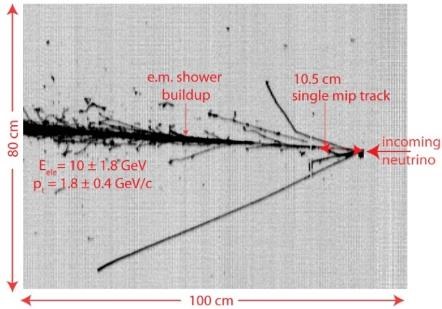 e.m. shower
buildup
10.5 cm
single mip track
incoming
neutrino
80 cm
E_ele = 10 ± 1.8 GeV
p_t = 1.8 ± 0.4 GeV/c
100 cm